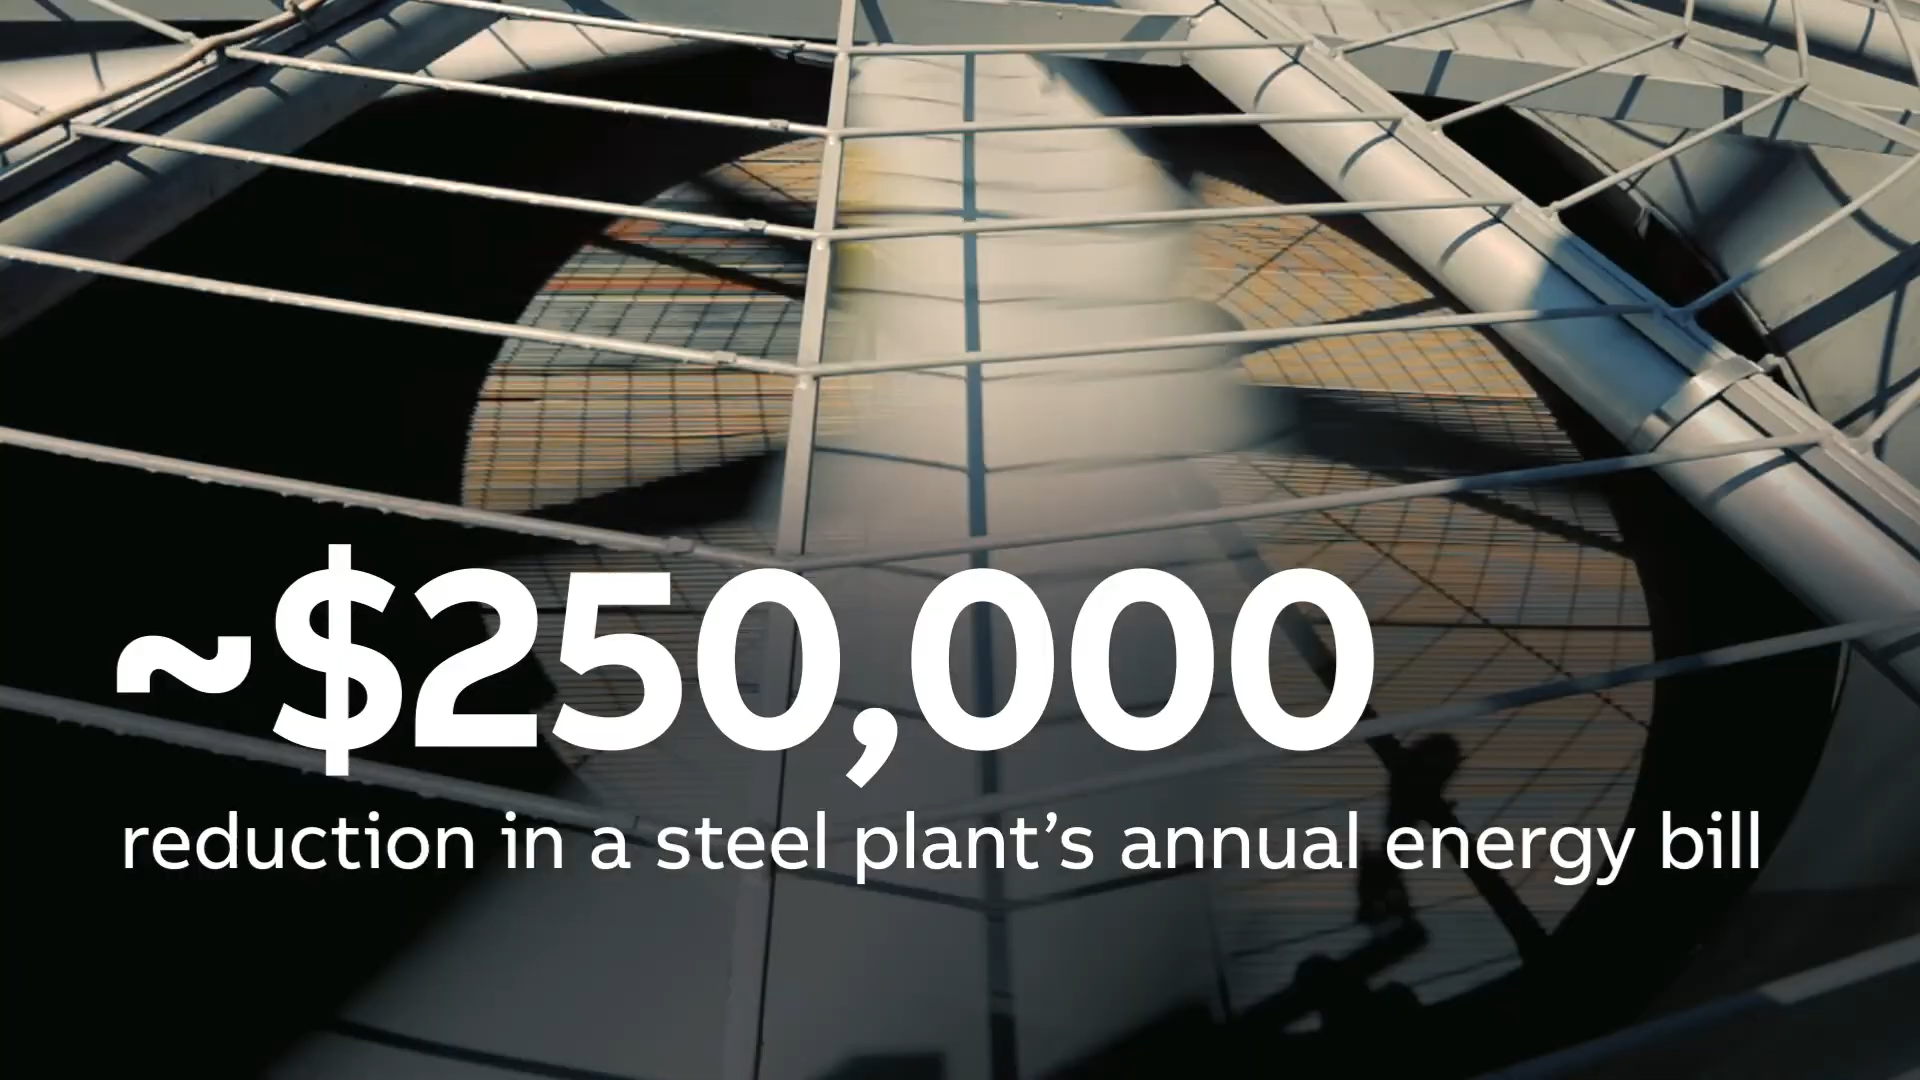 ~$250,000
reduction in a steel plant’s annual energy bill